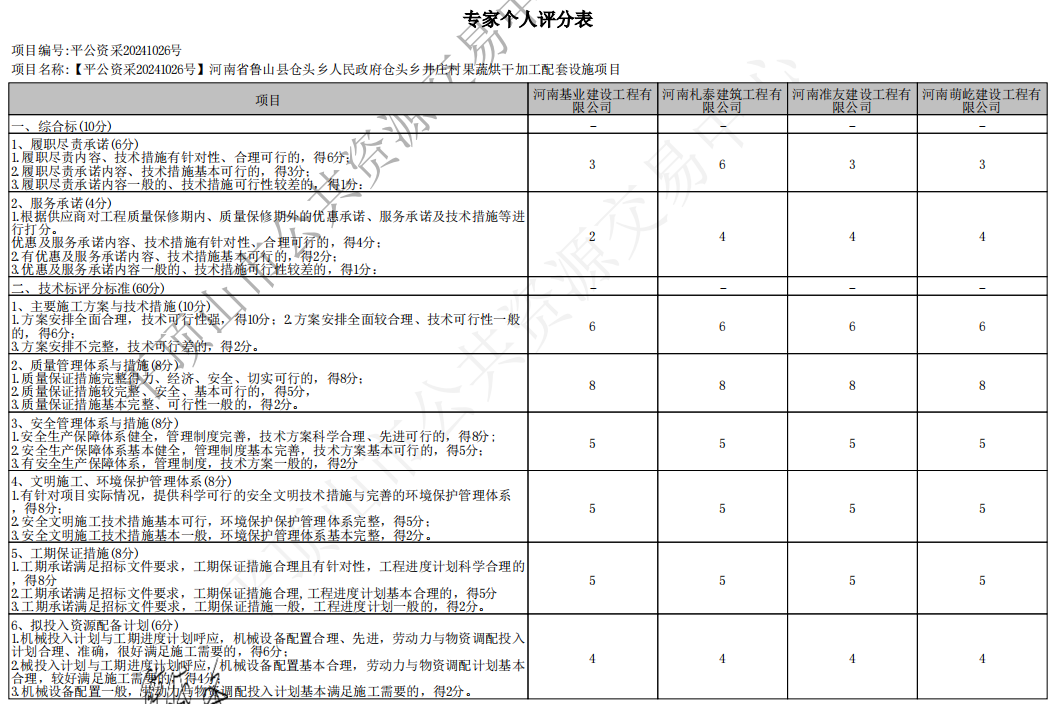 专家个人评分表
项目编号:平公资采20241026号
项目名称:【平公资采20241026号】河南省鲁山县仓头乡人民政府仓头乡井庄村果蔬烘干加工配套设施项目
项目
河南基业建设工程有
限公司
河南札泰建筑工程有
限公司
河南准友建设工程有
限公司
河南萌屹建设工程有
限公司
一、综合标(10分)
－ － － －
1、履职尽责承诺(6分)
1.履职尽责内容、技术措施有针对性、合理可行的，得6分；
2.履职尽责承诺内容、技术措施基本可行的，得3分；
3.履职尽责承诺内容一般的、技术措施可行性较差的，得1分；
3 6 3 3
2、服务承诺(4分)
1.根据供应商对工程质量保修期内、质量保修期外的优惠承诺、服务承诺及技术措施等进
行打分。
优惠及服务承诺内容、技术措施有针对性、合理可行的，得4分；
2.有优惠及服务承诺内容、技术措施基本可行的，得2分；
3.优惠及服务承诺内容一般的、技术措施可行性较差的，得1分；
2 4 4 4
二、技术标评分标准(60分)
－ － － －
1、主要施工方案与技术措施(10分)
1.方案安排全面合理，技术可行性强，得10分；2.方案安排全面较合理、技术可行性一般
的，得6分；
3.方案安排不完整，技术可行差的，得2分。
6 6 6 6
2、质量管理体系与措施(8分)
1.质量保证措施完整得力、经济、安全、切实可行的，得8分；
2.质量保证措施较完整、安全、基本可行的，得5分，
3.质量保证措施基本完整、可行性一般的，得2分。
8 8 8 8
3、安全管理体系与措施(8分)
1.安全生产保障体系健全，管理制度完善，技术方案科学合理、先进可行的，得8分；
2.安全生产保障体系基本健全，管理制度基本完善，技术方案基本可行的，得5分；
3.有安全生产保障体系，管理制度，技术方案一般的，得2分
5 5 5 5
4、文明施工、环境保护管理体系(8分)
1.有针对项目实际情况，提供科学可行的安全文明技术措施与完善的环境保护管理体系
，得8分；
2.安全文明施工技术措施基本可行，环境保护保护管理体系完整，得5分；
3.安全文明施工技术措施基本一般，环境保护管理体系基本完整，得2分。
5 5 5 5
5、工期保证措施(8分)
1.工期承诺满足招标文件要求，工期保证措施合理且有针对性，工程进度计划科学合理的
，得8分
2.工期承诺满足招标文件要求，工期保证措施合理,工程进度计划基本合理的，得5分
3.工期承诺满足招标文件要求，工期保证措施一般，工程进度计划一般的，得2分。
5 5 5 5
6、拟投入资源配备计划(6分)
1.机械投入计划与工期进度计划呼应，机械设备配置合理、先进，劳动力与物资调配投入
计划合理、准确，很好满足施工需要的，得6分；
2.械投入计划与工期进度计划呼应，机械设备配置基本合理，劳动力与物资调配计划基本
合理，较好满足施工需要的，得4分；
3.机械设备配置一般，劳动力与物资调配投入计划基本满足施工需要的，得2分。
4 4 4 4
平顶山市公共资源交易中心
平顶山市公共资源交易中心